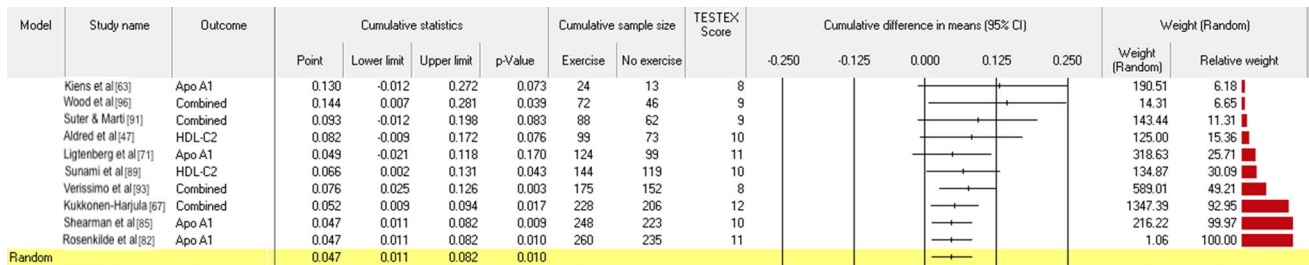 Model Study name Outcome Cumulative statistics Cumulative sample size TESTEX Score Cumulative difference in means (95% CI) Weight (Random)
Point Lower limit Upper limit p-Value Exercise No exercise -0.250 -0.125 0.000 0.125 0.250 Weight (Random) Relative weight
Kiens et al[63] Apo A1 0.130 -0.012 0.272 0.073 24 13 8 190.51 6.18
Wood et al[96] Combined 0.144 0.007 0.281 0.039 72 46 9 14.31 6.65
Suter & Marti[91] Combined 0.093 -0.012 0.198 0.083 88 62 9 143.44 11.31
Aldred et al[47] HDL-C2 0.082 -0.009 0.172 0.076 99 73 10 125.00 15.36
Ligtenberg et al[71] Apo A1 0.049 -0.021 0.118 0.170 124 99 11 318.63 25.71
Sunami et al[89] HDL-C2 0.066 0.002 0.131 0.043 144 119 10 134.87 30.09
Verissimo et al[93] Combined 0.076 0.025 0.126 0.003 175 152 8 589.01 49.21
Kukkonen-Harjula[67] Combined 0.052 0.009 0.094 0.017 228 206 12 1347.39 92.95
Shearman et al[85] Apo A1 0.047 0.011 0.082 0.009 248 223 10 216.22 99.97
Rosenkilde et al[82] Apo A1 0.047 0.011 0.082 0.010 260 235 11 1.06 100.00
Random 0.047 0.011 0.082 0.010